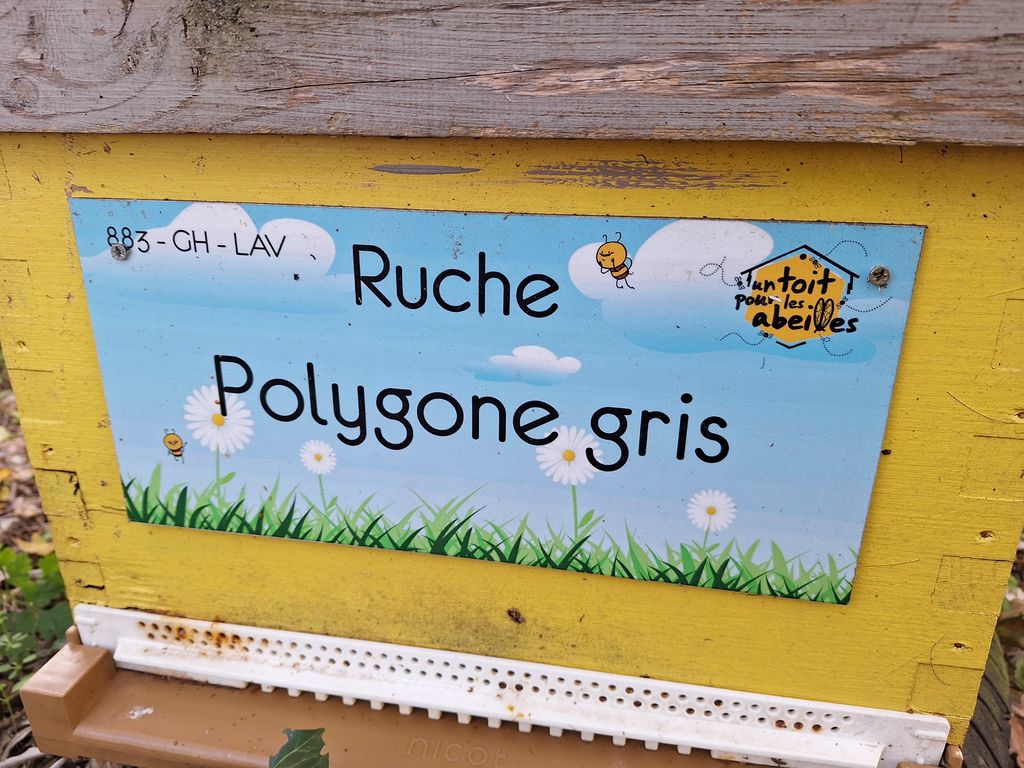 883 - GH - LAV
Ruche
Polygone gris
un toit
pour les
abeilles
nicot